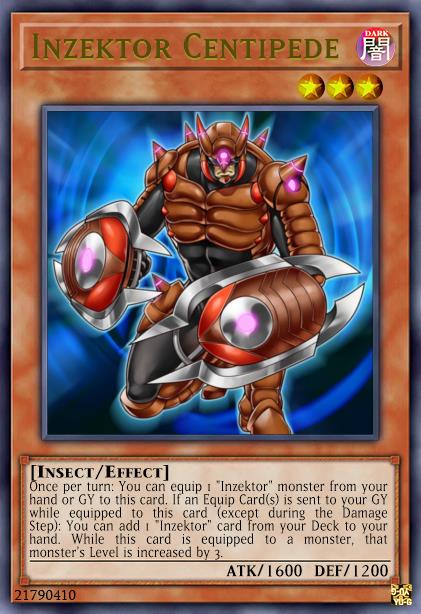 Inzektor Centipede
DARK
闇
[Insect/Effect]
Once per turn: You can equip 1 "Inzektor" monster from your
hand or GY to this card. If an Equip Card(s) is sent to your GY
while equipped to this card (except during the Damage
Step): You can add 1 "Inzektor" card from your Deck to your
hand. While this card is equipped to a monster, that
monster's Level is increased by 3.
ATK/1600 DEF/1200
21790410